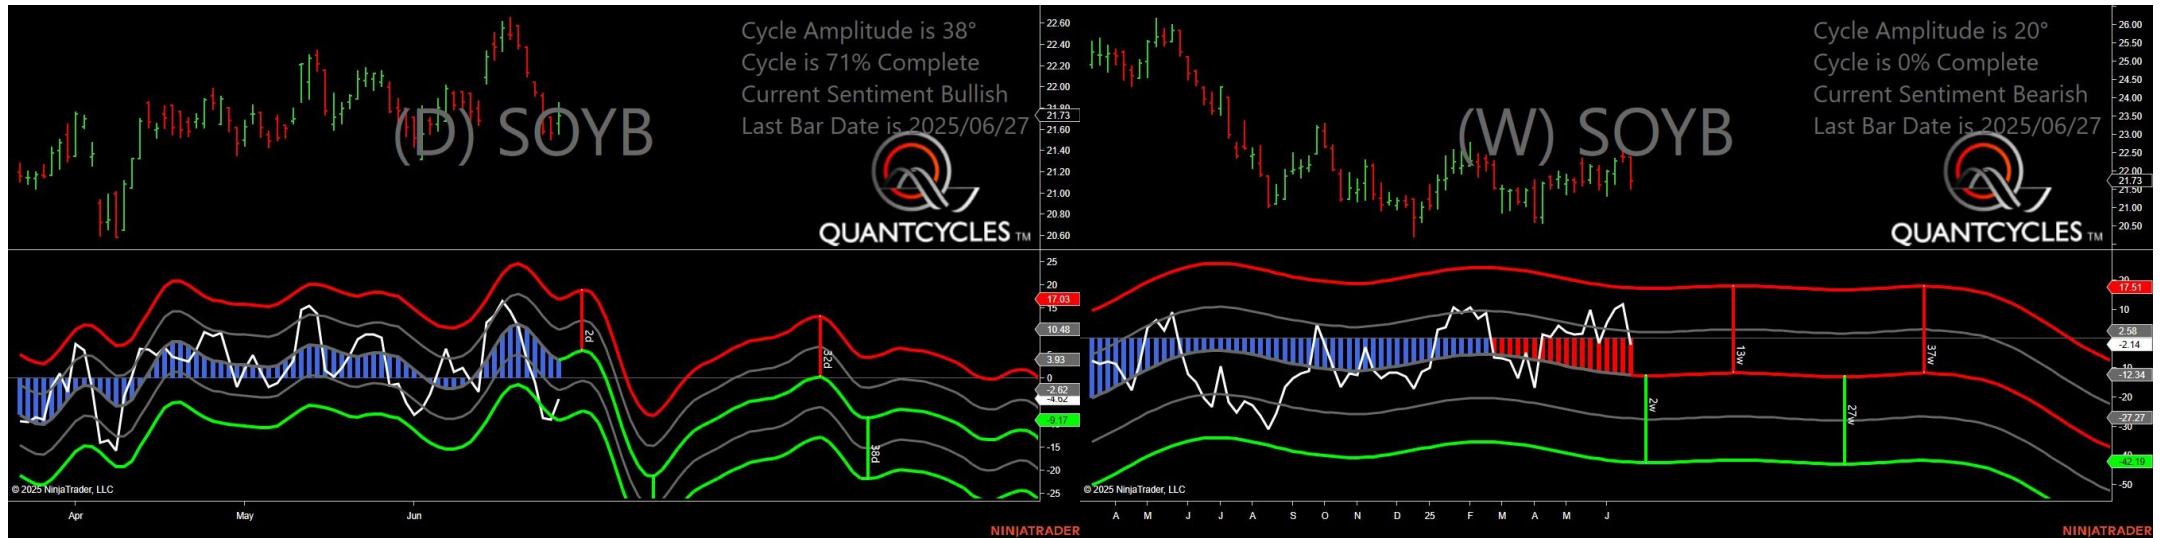 Cycle Amplitude is 38°
Cycle is 71% Complete
Current Sentiment Bullish
Last Bar Date is 2025/06/27
(D) SOYB
QUANTCYCLES TM
22.60
22.40
22.20
22.00
21.80
21.73
21.60
21.40
21.20
21.00
20.80
20.60
25
20
17.03
15
10.48
3.93
0
-2.62
-4.62
-9.17
-15
-20
-25
2d
32d
38d
© 2025 NinjaTrader, LLC
Apr May Jun
NINJATRADER
Cycle Amplitude is 20°
Cycle is 0% Complete
Current Sentiment Bearish
Last Bar Date is 2025/06/27
(W) SOYB
QUANTCYCLES TM
26.00
25.50
25.00
24.50
24.00
23.50
23.00
22.50
22.00
21.73
21.50
21.00
20.50
20
17.51
10
2.58
-2.14
-10
-12.34
-20
-27.27
-30
-40
-42.19
-50
13w
37w
2w
27w
© 2025 NinjaTrader, LLC
A M J J A S O N D 25 F M A M J
NINJATRADER